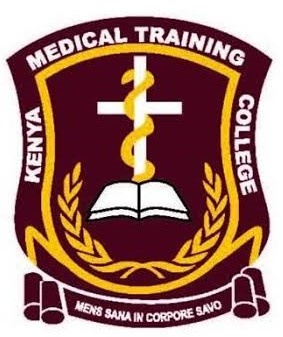 KENYA
MEDICAL TRAINING
COLLEGE
MENS SANA IN CORPORE SAVO